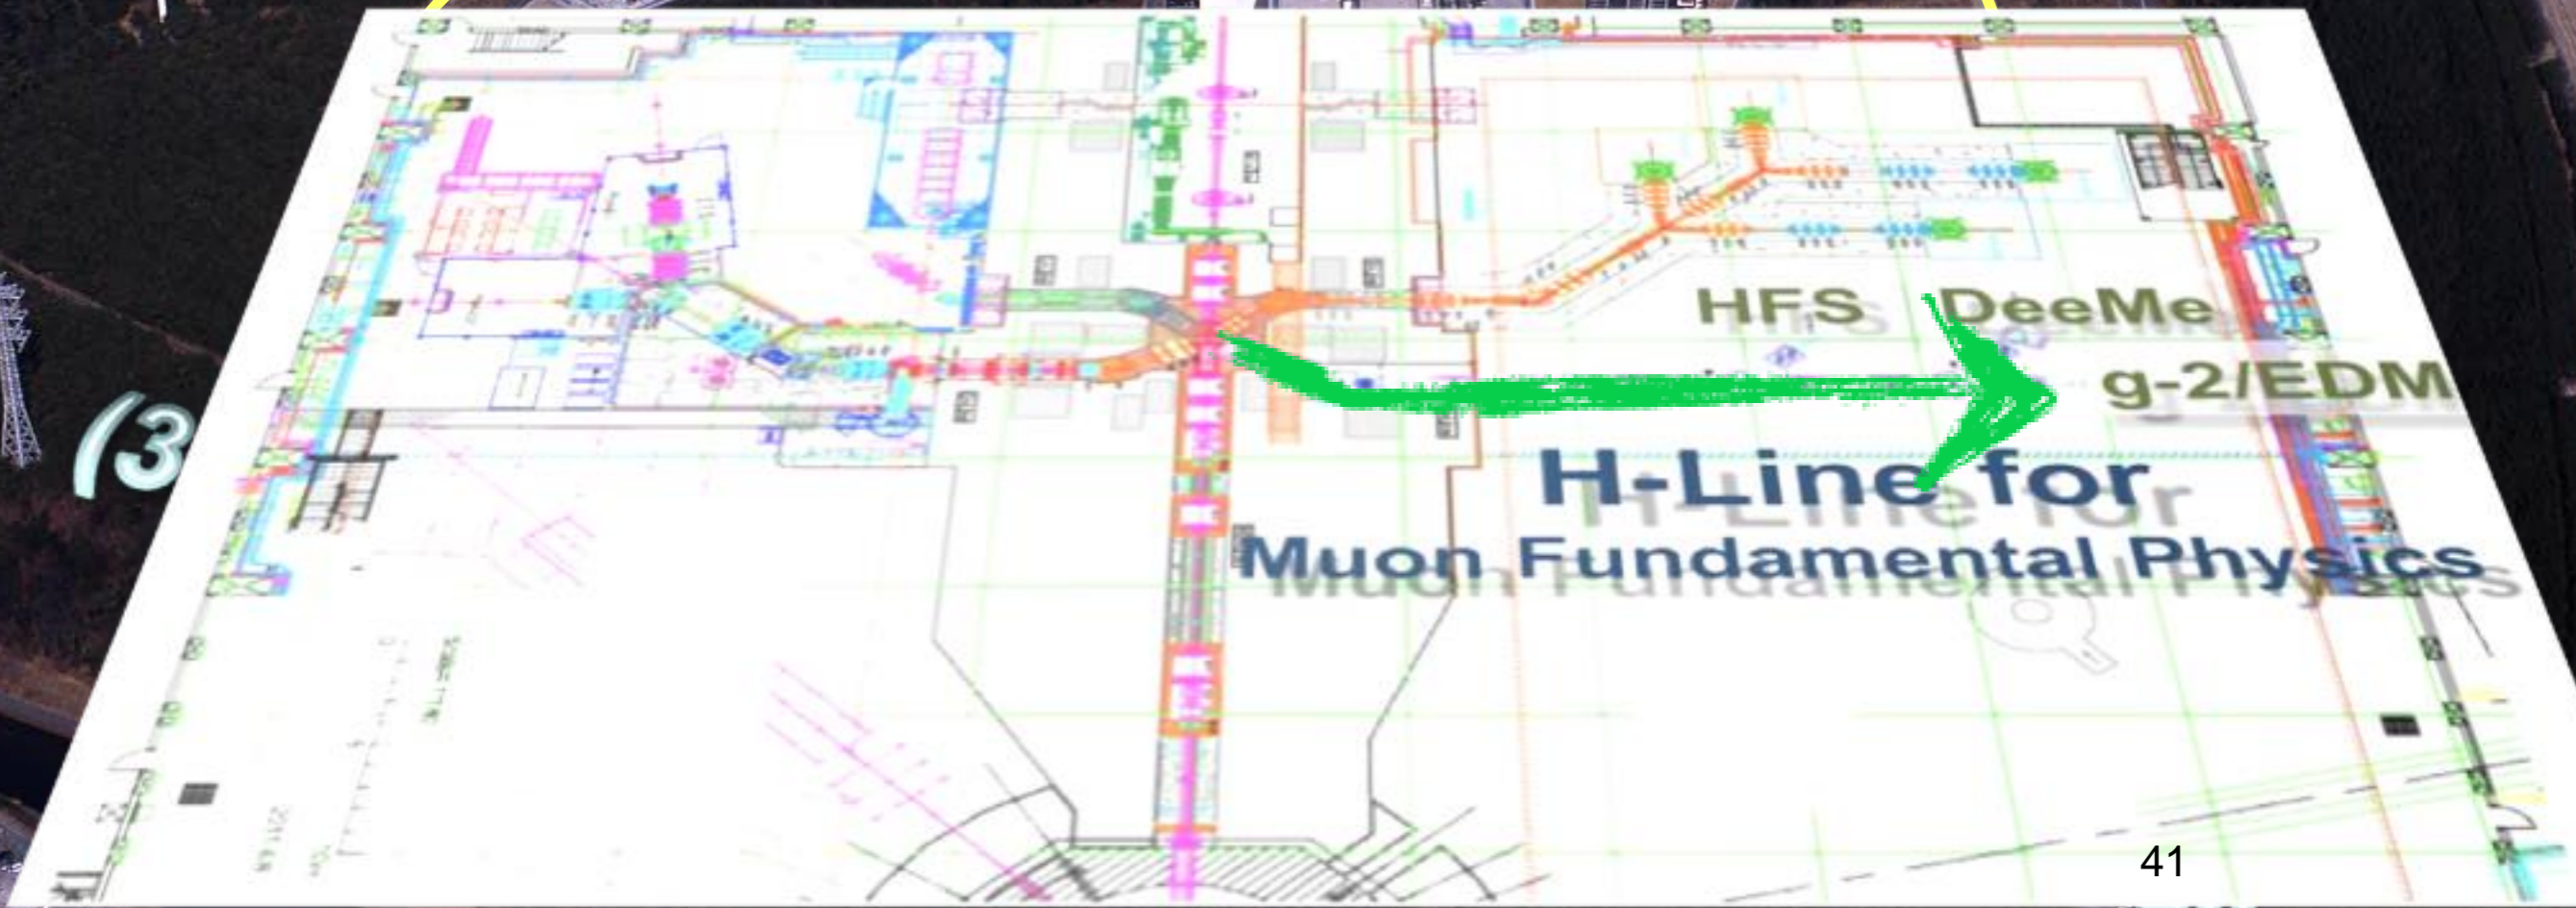 HFS DeeMe
g-2/EDM
(3
H-Line for
Muon Fundamental Physics
41